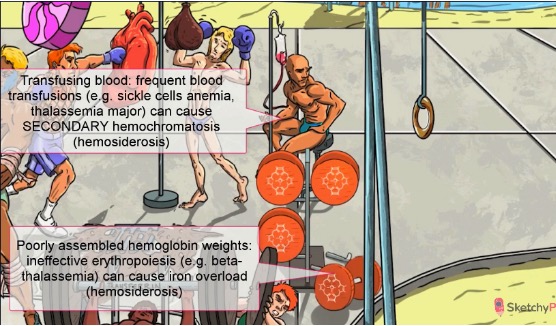 Transfusing blood: frequent blood
transfusions (e.g. sickle cells anemia,
thalassemia major) can cause
SECONDARY hemochromatosis
(hemosiderosis)
Poorly assembled hemoglobin weights:
ineffective erythropoiesis (e.g. beta-
thalassemia) can cause iron overload
(hemosiderosis)
SketchyP